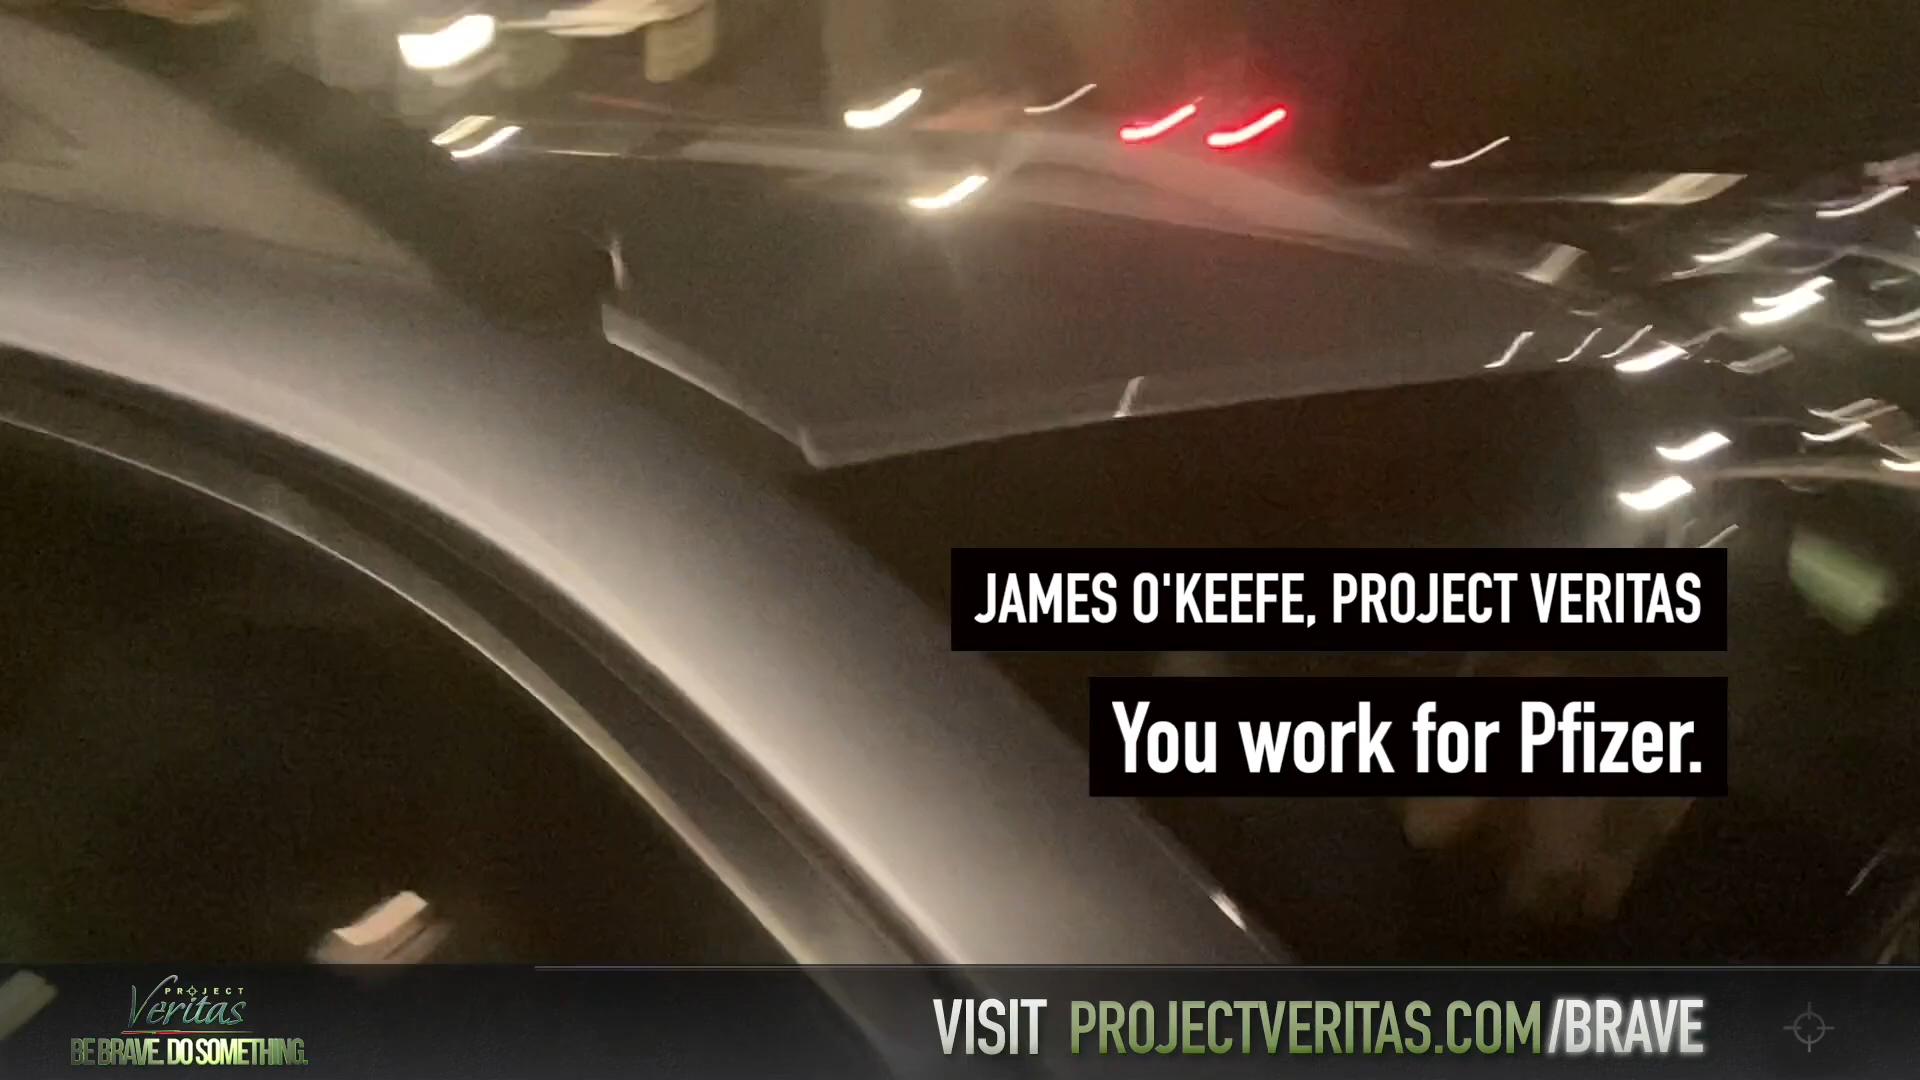 JAMES O'KEEFE, PROJECT VERITAS
You work for Pfizer.
PROJECT
Veritas
BE BRAVE. DO SOMETHING.
VISIT PROJECTVERITAS.COM/BRAVE